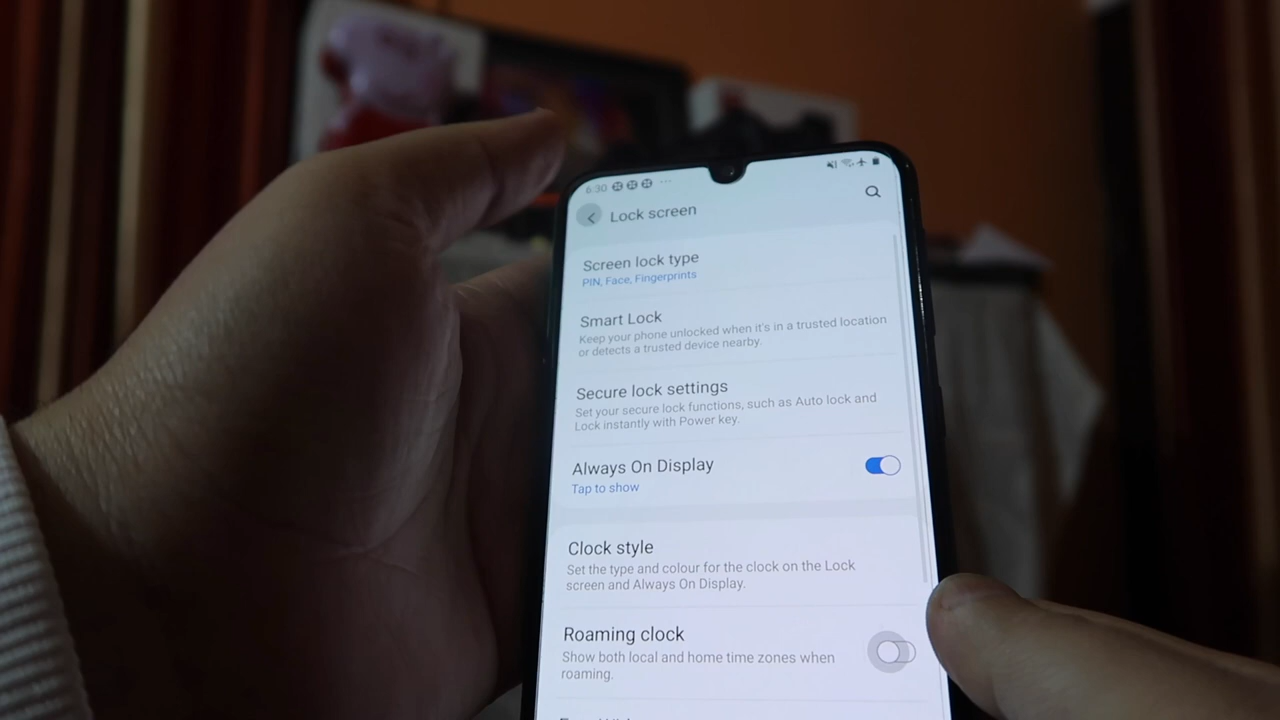 6:30
Lock screen
Screen lock type
PIN, Face, Fingerprints
Smart Lock
Keep your phone unlocked when it's in a trusted location
or detects a trusted device nearby.
Secure lock settings
Set your secure lock functions, such as Auto lock and
Lock instantly with Power key.
Always On Display
Tap to show
Clock style
Set the type and colour for the clock on the Lock
screen and Always On Display.
Roaming clock
Show both local and home time zones when
roaming.